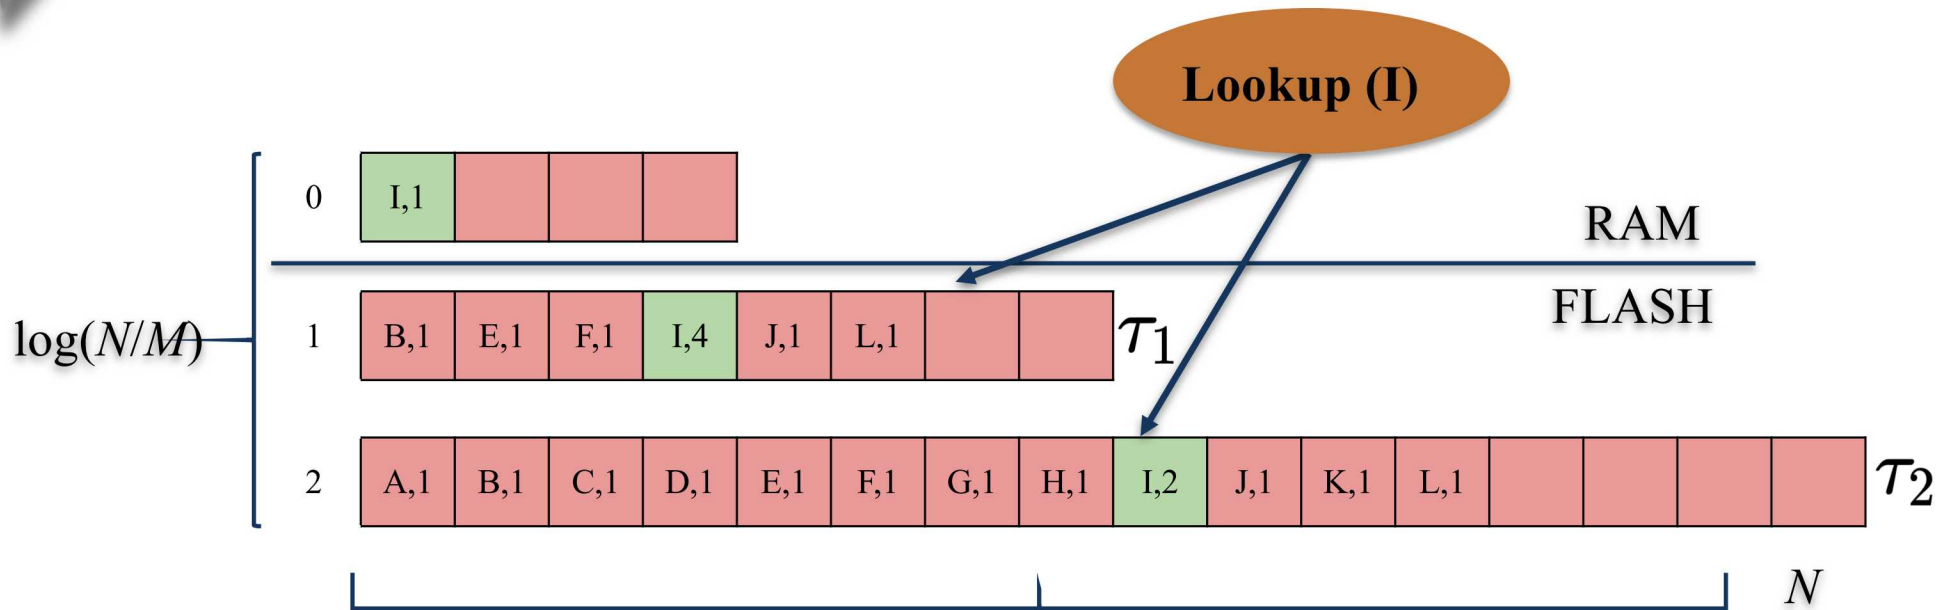 Lookup (I)
0 I,1
RAM
FLASH
log(N/M)
1 B,1 E,1 F,1 I,4 J,1 L,1 τ1
2 A,1 B,1 C,1 D,1 E,1 F,1 G,1 H,1 I,2 J,1 K,1 L,1 τ2
N